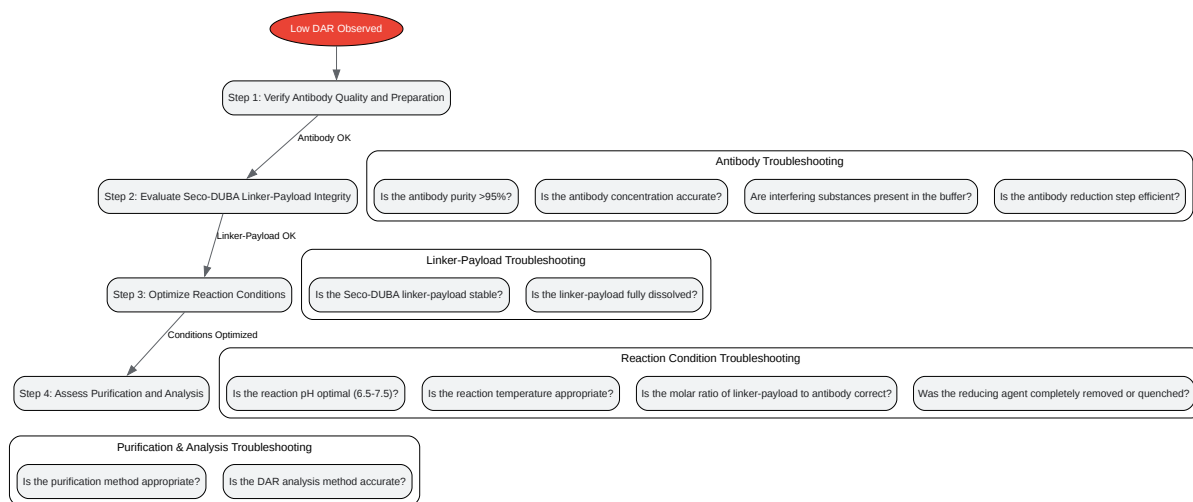 Low DAR Observed
Step 1: Verify Antibody Quality and Preparation
Antibody OK
Antibody Troubleshooting
Step 2: Evaluate Seco-DUBA Linker-Payload Integrity
Is the antibody purity >95%?
Is the antibody concentration accurate?
Are interfering substances present in the buffer?
Is the antibody reduction step efficient?
Linker-Payload OK
Linker-Payload Troubleshooting
Step 3: Optimize Reaction Conditions
Is the Seco-DUBA linker-payload stable?
Is the linker-payload fully dissolved?
Conditions Optimized
Reaction Condition Troubleshooting
Step 4: Assess Purification and Analysis
Is the reaction pH optimal (6.5-7.5)?
Is the reaction temperature appropriate?
Is the molar ratio of linker-payload to antibody correct?
Was the reducing agent completely removed or quenched?
Purification & Analysis Troubleshooting
Is the purification method appropriate?
Is the DAR analysis method accurate?